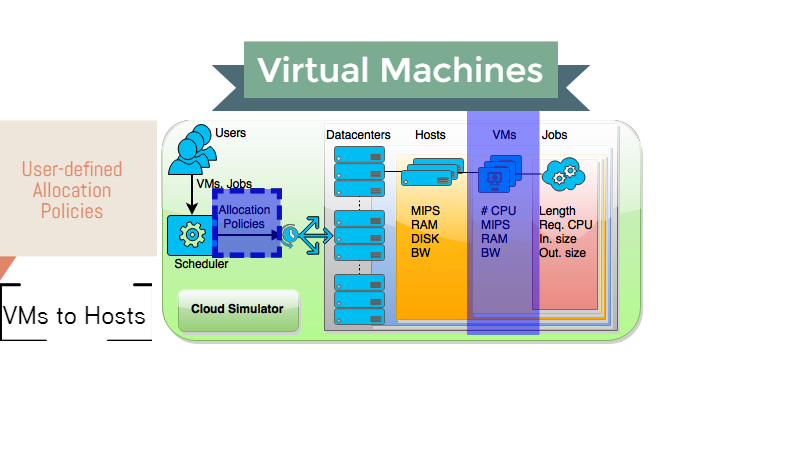 Virtual Machines
User-defined
Allocation
Policies
VMs to Hosts
Users
VMs, Jobs
Allocation
Policies
Scheduler
Cloud Simulator
Datacenters
Hosts
VMs
Jobs
MIPS
RAM
DISK
BW
# CPU
MIPS
RAM
BW
Length
Req. CPU
In. size
Out. size